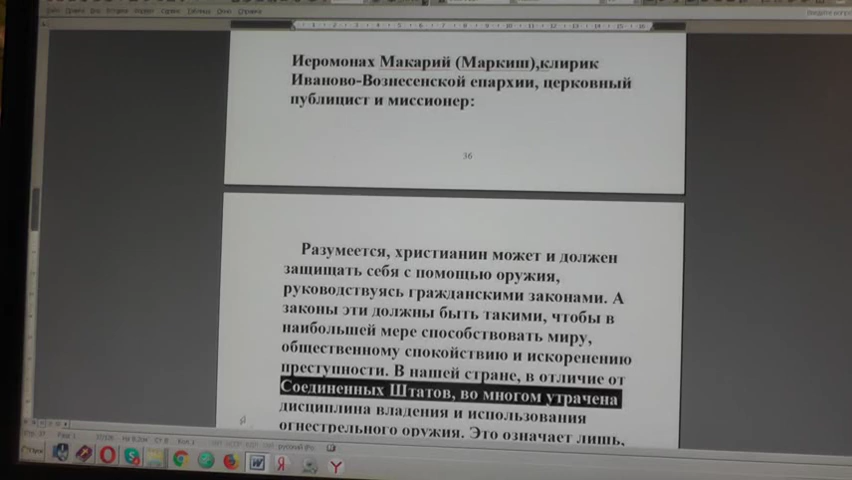 Иеромонах Макарий (Маркиш),клирик
Иваново-Вознесенской епархии, церковный
публицист и миссионер:
36
Разумеется, христианин может и должен
защищать себя с помощью оружия,
руководствуясь гражданскими законами. А
законы эти должны быть такими, чтобы в
наибольшей мере способствовать миру,
общественному спокойствию и искоренению
преступности. В нашей стране, в отличие от
Соединенных Штатов, во многом утрачена
дисциплина владения и использования
огнестрельного оружия. Это означает лишь,